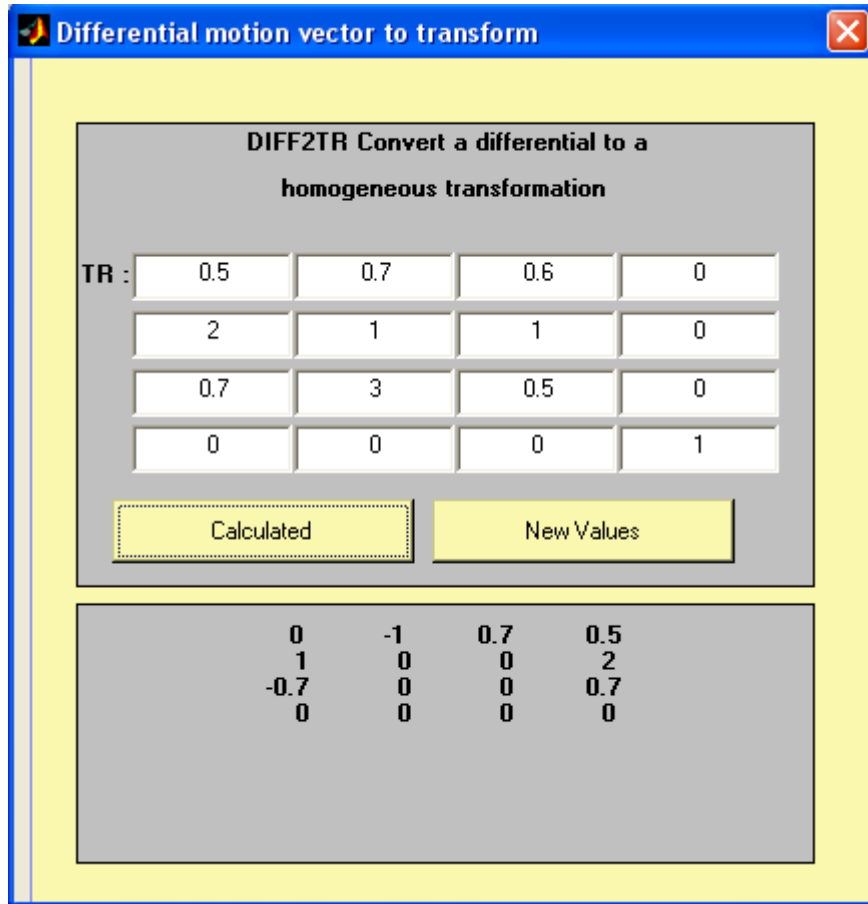 Differential motion vector to transform
DIFF2TR Convert a differential to a
homogeneous transformation
TR : 0.5 0.7 0.6 0
2 1 1 0
0.7 3 0.5 0
0 0 0 1
Calculated New Values
0 -1 0.7 0.5
1 0 0 2
-0.7 0 0 0.7
0 0 0 0